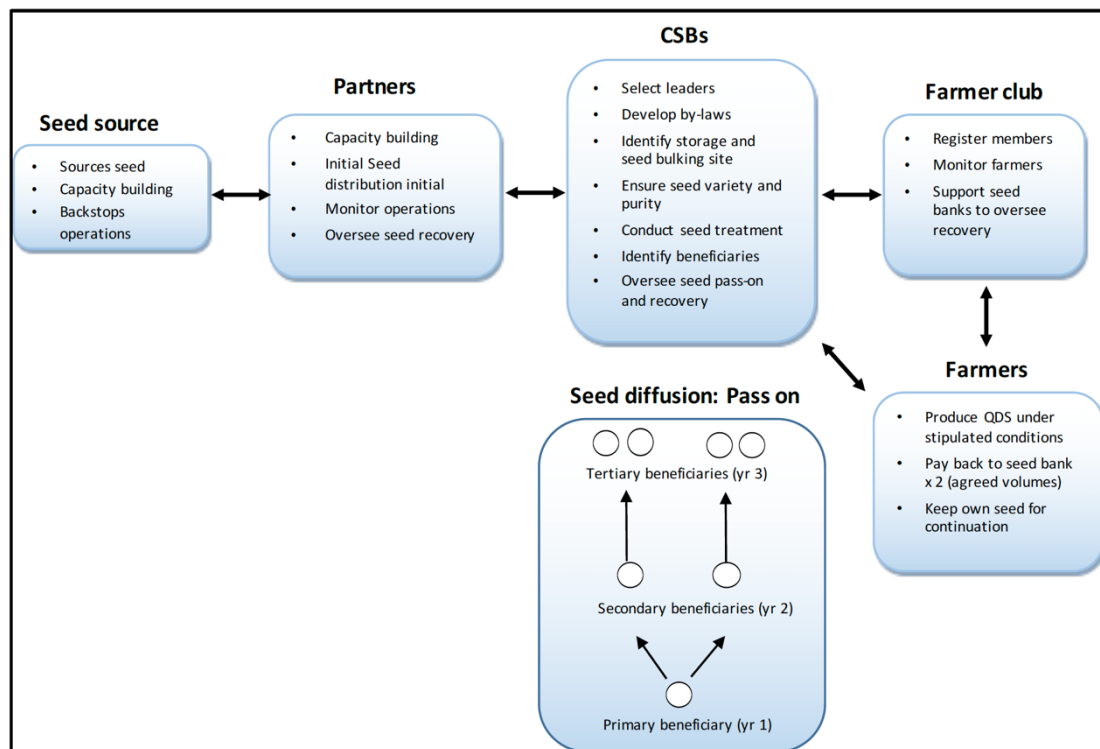 Seed source
• Sources seed
• Capacity building
• Backstops
operations
Partners
• Capacity building
• Initial Seed
distribution initial
• Monitor operations
• Oversee seed recovery
CSBs
• Select leaders
• Develop by-laws
• Identify storage and
seed bulking site
• Ensure seed variety and
purity
• Conduct seed treatment
• Identify beneficiaries
• Oversee seed pass-on
and recovery
Farmer club
• Register members
• Monitor farmers
• Support seed
banks to oversee
recovery
Farmers
• Produce QDS under
stipulated conditions
• Pay back to seed bank
x 2 (agreed volumes)
• Keep own seed for
continuation
Seed diffusion: Pass on
Tertiary beneficiaries (yr 3)
Secondary beneficiaries (yr 2)
Primary beneficiary (yr 1)